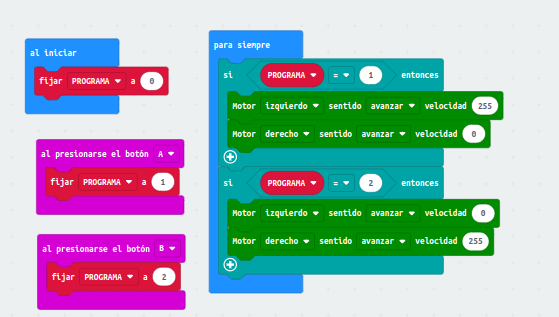 al iniciar
fijar PROGRAMA a 0
al presionarse el botón A
fijar PROGRAMA a 1
al presionarse el botón B
fijar PROGRAMA a 2
para siempre
si PROGRAMA = 1 entonces
Motor izquierdo sentido avanzar velocidad 255
Motor derecho sentido avanzar velocidad 0
si PROGRAMA = 2 entonces
Motor izquierdo sentido avanzar velocidad 0
Motor derecho sentido avanzar velocidad 255